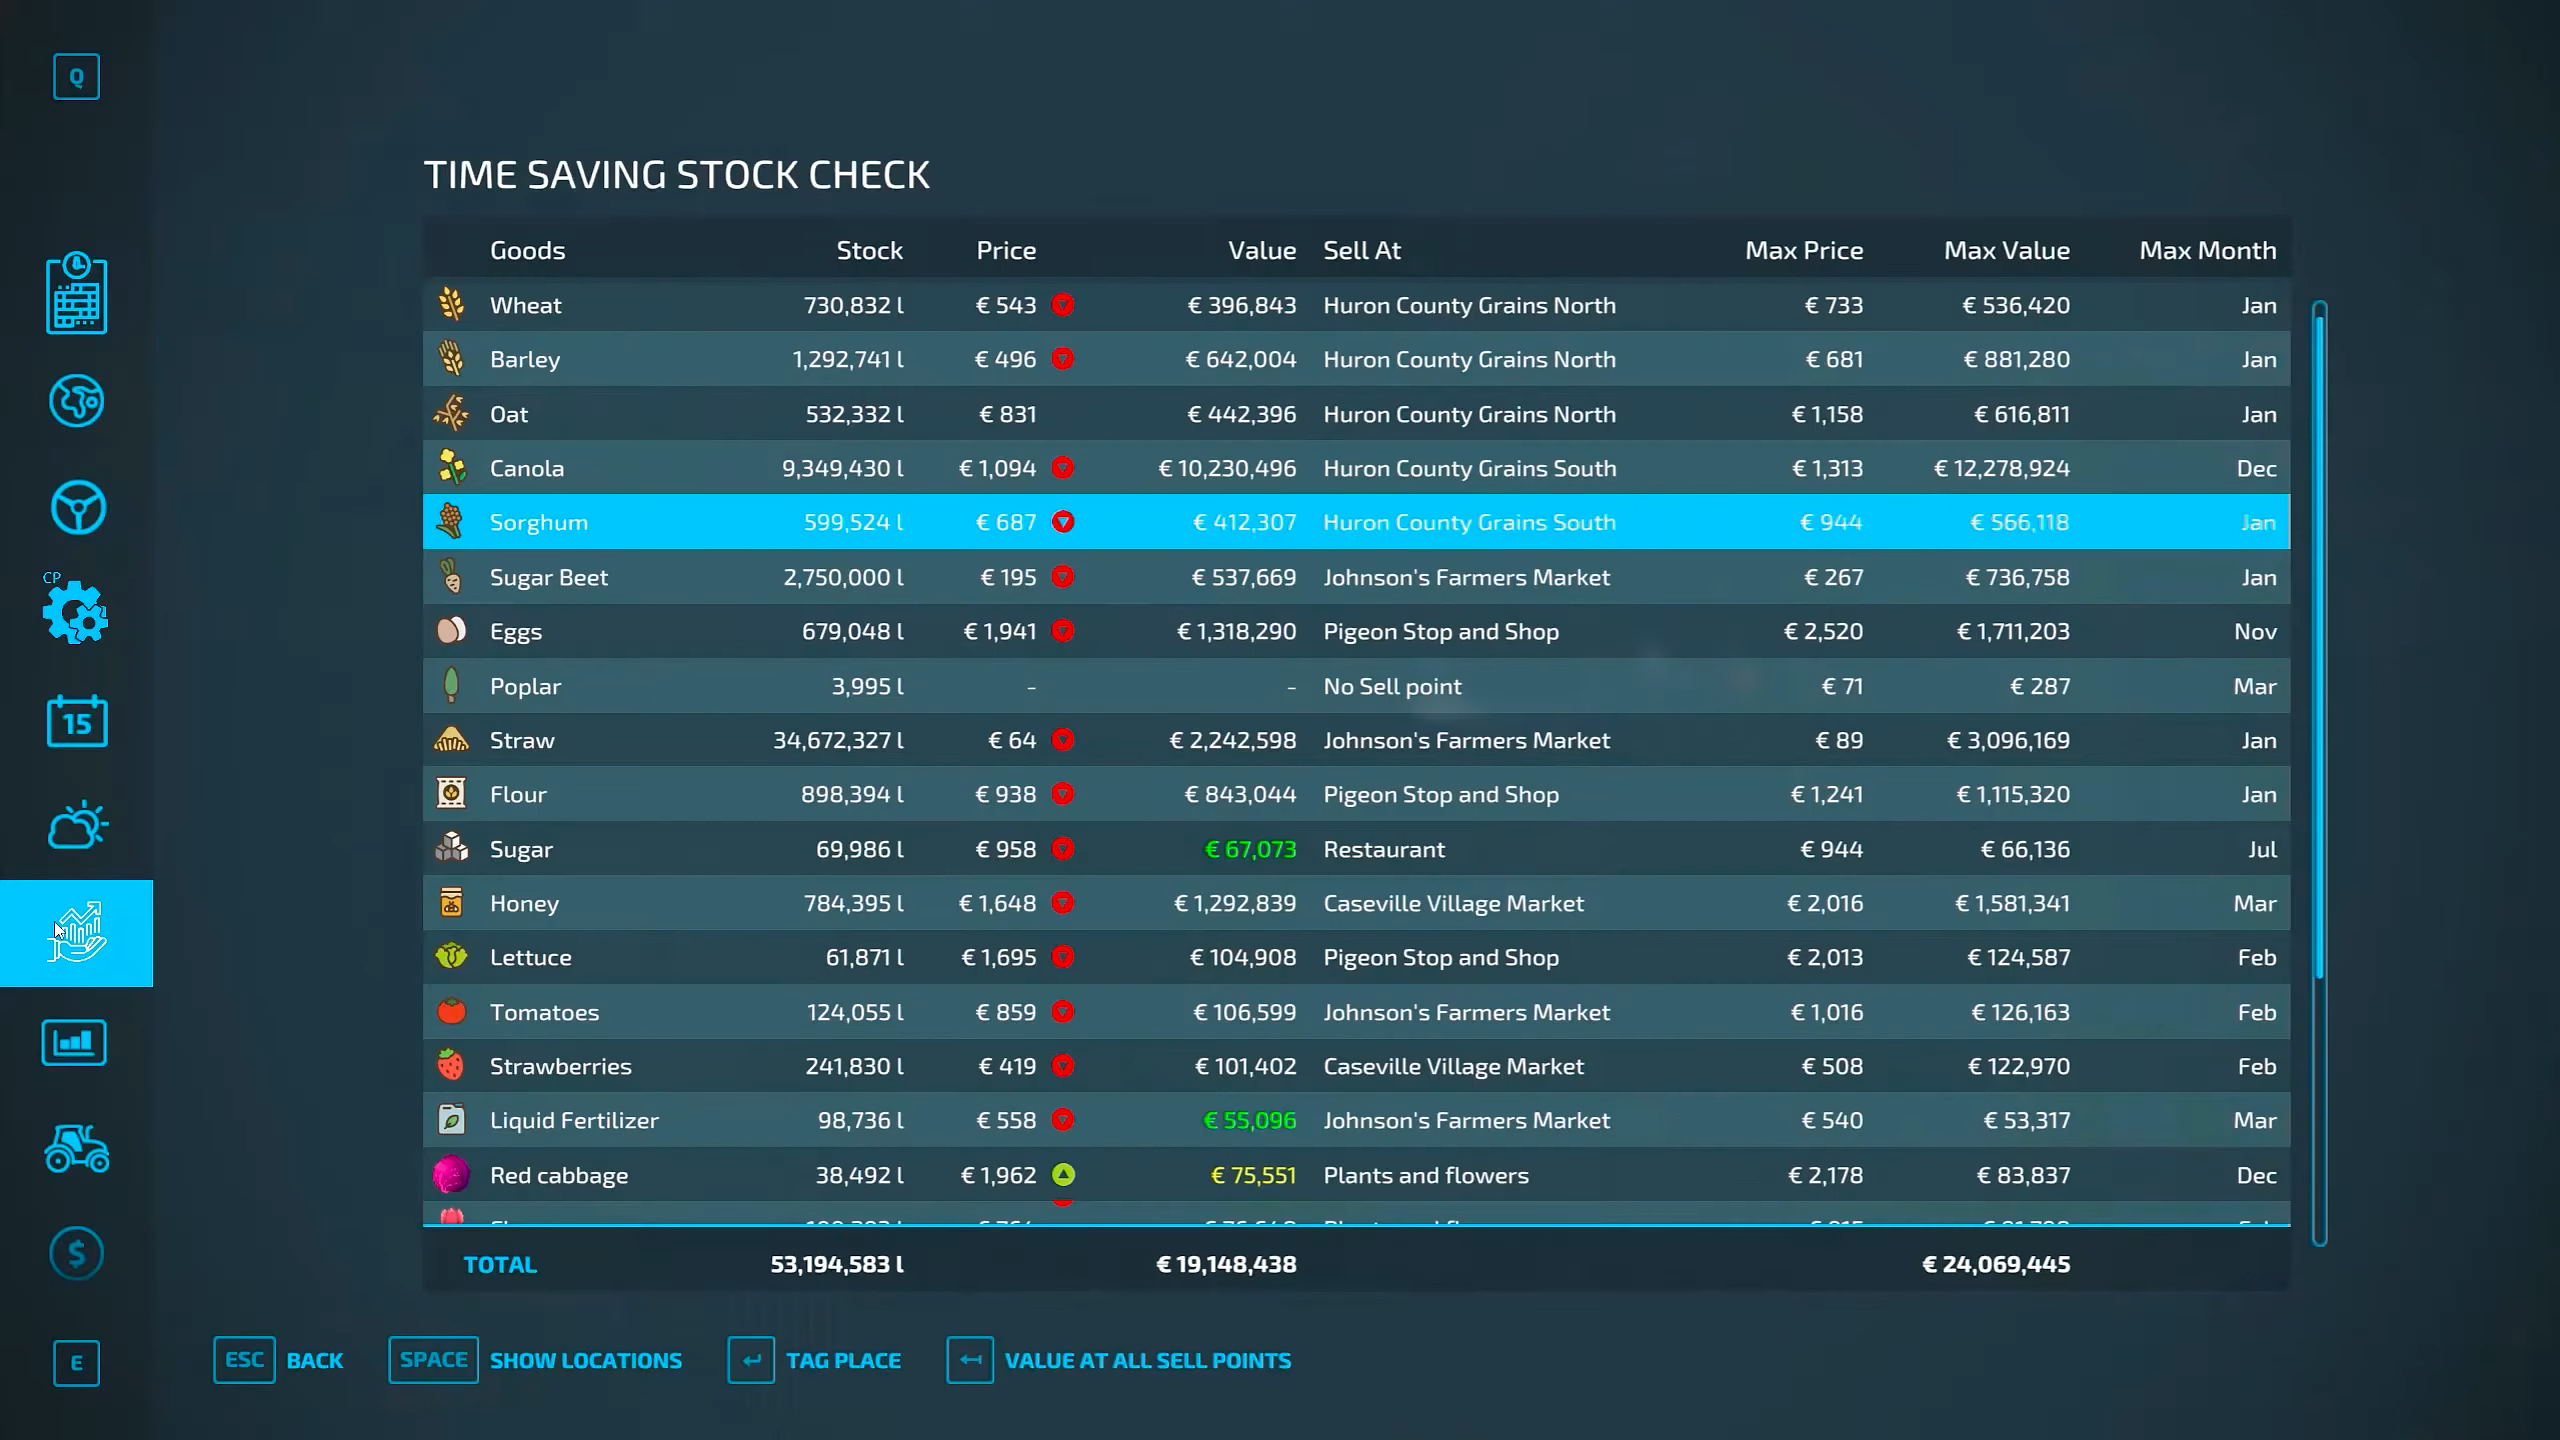 Q
TIME SAVING STOCK CHECK
Goods Stock Price Value Sell At Max Price Max Value Max Month
Wheat 730,832 l € 543 € 396,843 Huron County Grains North € 733 € 536,420 Jan
Barley 1,292,741 l € 496 € 642,004 Huron County Grains North € 681 € 881,280 Jan
Oat 532,332 l € 831 € 442,396 Huron County Grains North € 1,158 € 616,811 Jan
Canola 9,349,430 l € 1,094 € 10,230,496 Huron County Grains South € 1,313 € 12,278,924 Dec
Sorghum 599,524 l € 687 € 412,307 Huron County Grains South € 944 € 566,118 Jan
CP
Sugar Beet 2,750,000 l € 195 € 537,669 Johnson's Farmers Market € 267 € 736,758 Jan
Eggs 679,048 l € 1,941 € 1,318,290 Pigeon Stop and Shop € 2,520 € 1,711,203 Nov
Poplar 3,995 l - - No Sell point € 71 € 287 Mar
15
Straw 34,672,327 l € 64 € 2,242,598 Johnson's Farmers Market € 89 € 3,096,169 Jan
Flour 898,394 l € 938 € 843,044 Pigeon Stop and Shop € 1,241 € 1,115,320 Jan
Sugar 69,986 l € 958 € 67,073 Restaurant € 944 € 66,136 Jul
Honey 784,395 l € 1,648 € 1,292,839 Caseville Village Market € 2,016 € 1,581,341 Mar
Lettuce 61,871 l € 1,695 € 104,908 Pigeon Stop and Shop € 2,013 € 124,587 Feb
Tomatoes 124,055 l € 859 € 106,599 Johnson's Farmers Market € 1,016 € 126,163 Feb
Strawberries 241,830 l € 419 € 101,402 Caseville Village Market € 508 € 122,970 Feb
Liquid Fertilizer 98,736 l € 558 € 55,096 Johnson's Farmers Market € 540 € 53,317 Mar
Red cabbage 38,492 l € 1,962 € 75,551 Plants and flowers € 2,178 € 83,837 Dec
$
TOTAL 53,194,583 l € 19,148,438 € 24,069,445
E
ESC BACK SPACE SHOW LOCATIONS TAG PLACE VALUE AT ALL SELL POINTS